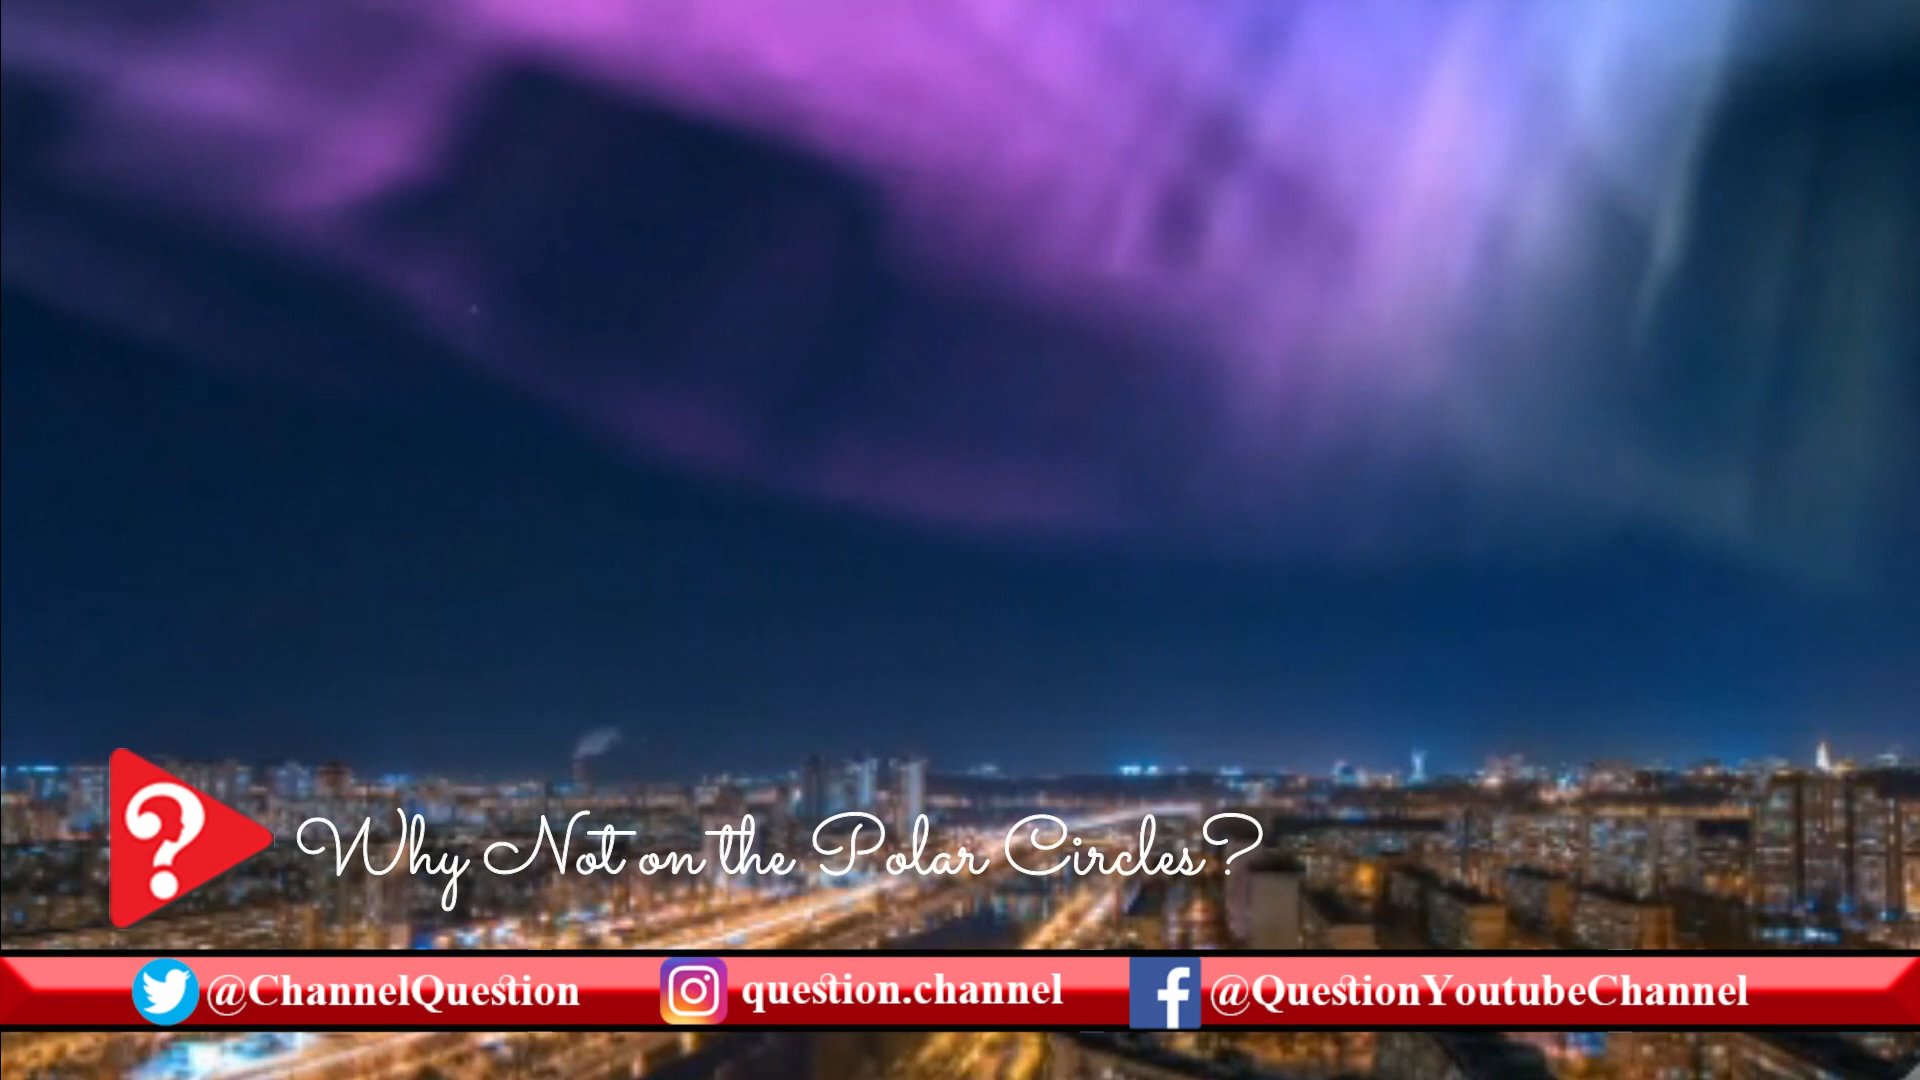 ?
Why Not on the Polar Circles?
@ChannelQuestion
question.channel
@QuestionYoutubeChannel